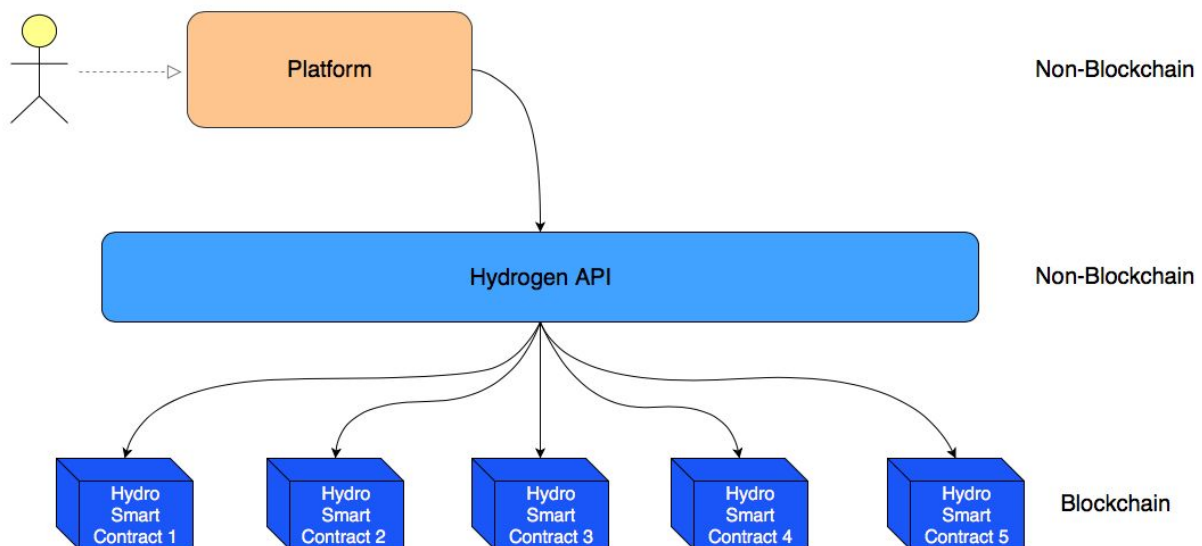 Platform
Non-Blockchain
Hydrogen API
Non-Blockchain
Hydro
Smart
Contract 1
Hydro
Smart
Contract 2
Hydro
Smart
Contract 3
Hydro
Smart
Contract 4
Hydro
Smart
Contract 5
Blockchain